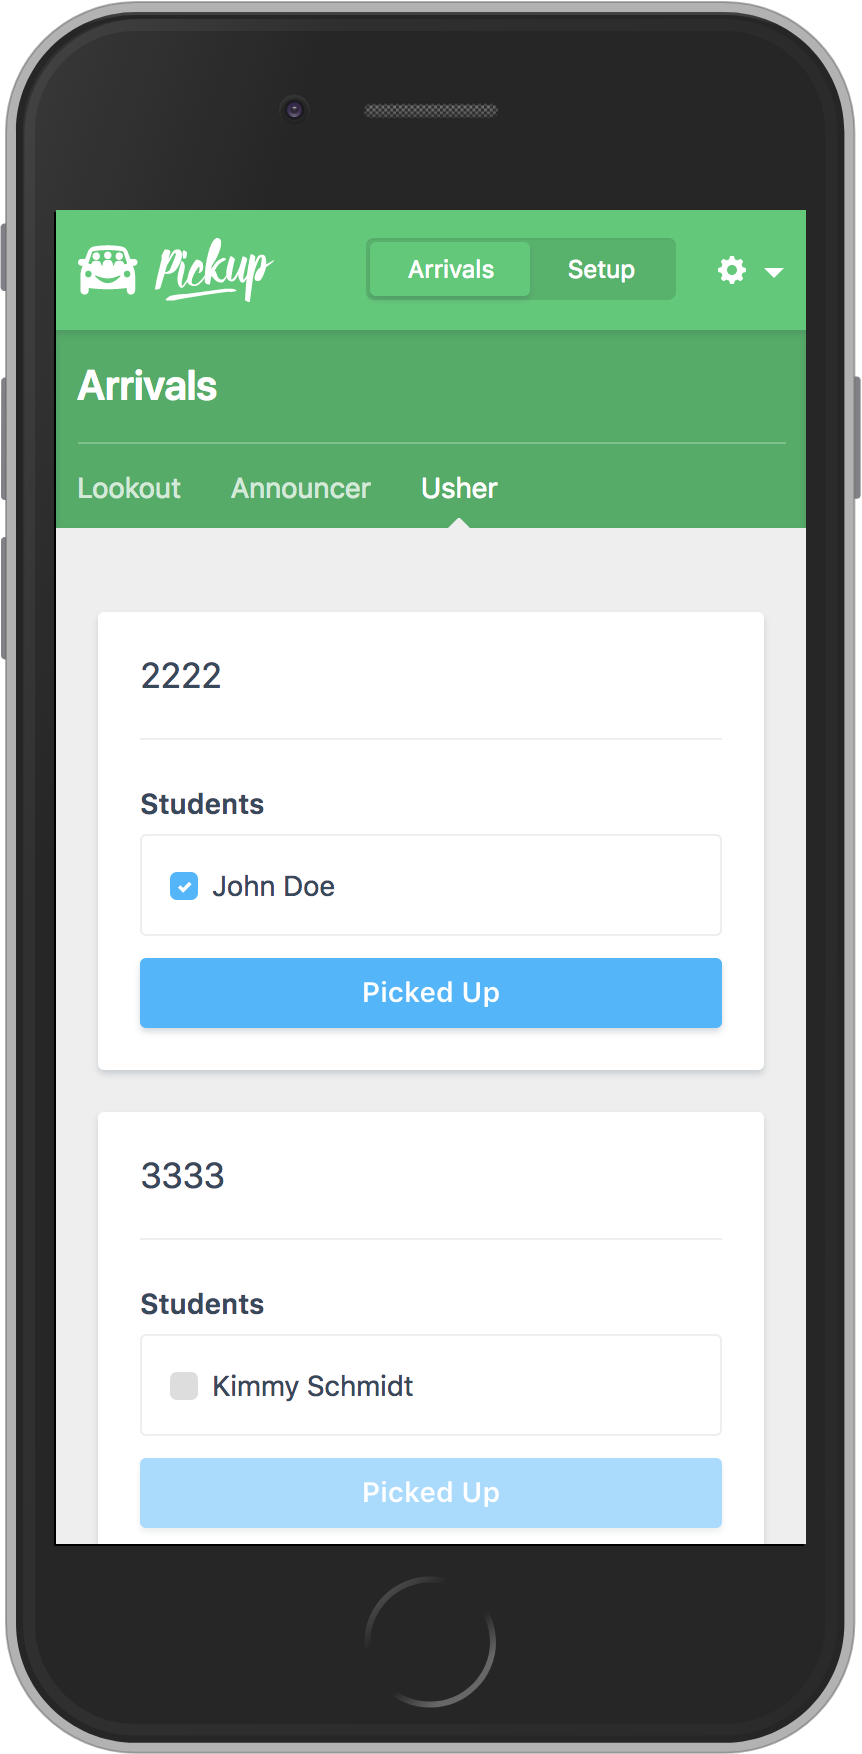 Pickup
Arrivals Setup
Arrivals
Lookout Announcer Usher
2222
Students
John Doe
Picked Up
3333
Students
Kimmy Schmidt
Picked Up